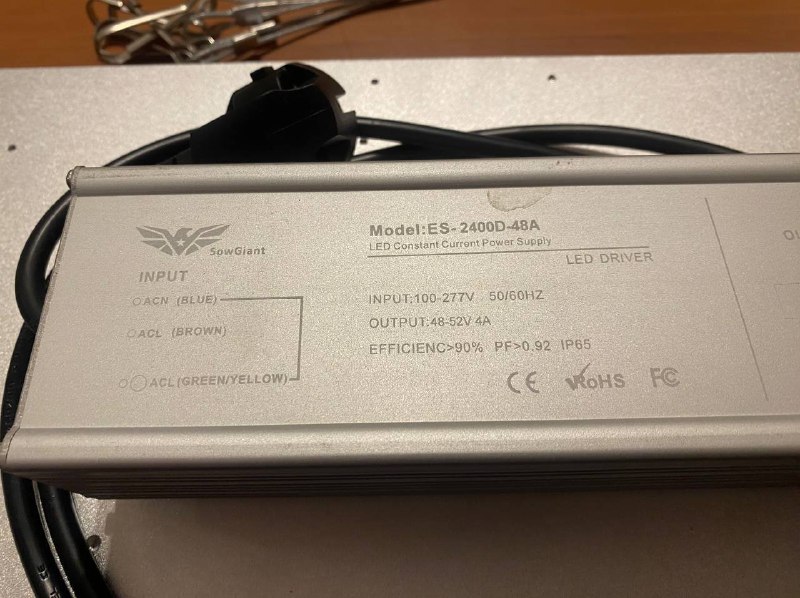 SowGiant
INPUT
ACN (BLUE)
ACL (BROWN)
ACL (GREEN/YELLOW)
Model:ES-2400D-48A
LED Constant Current Power Supply
LED DRIVER
INPUT:100-277V 50/60HZ
OUTPUT:48-52V 4A
EFFICIENC>90% PF>0.92 IP65
CE RoHS FC